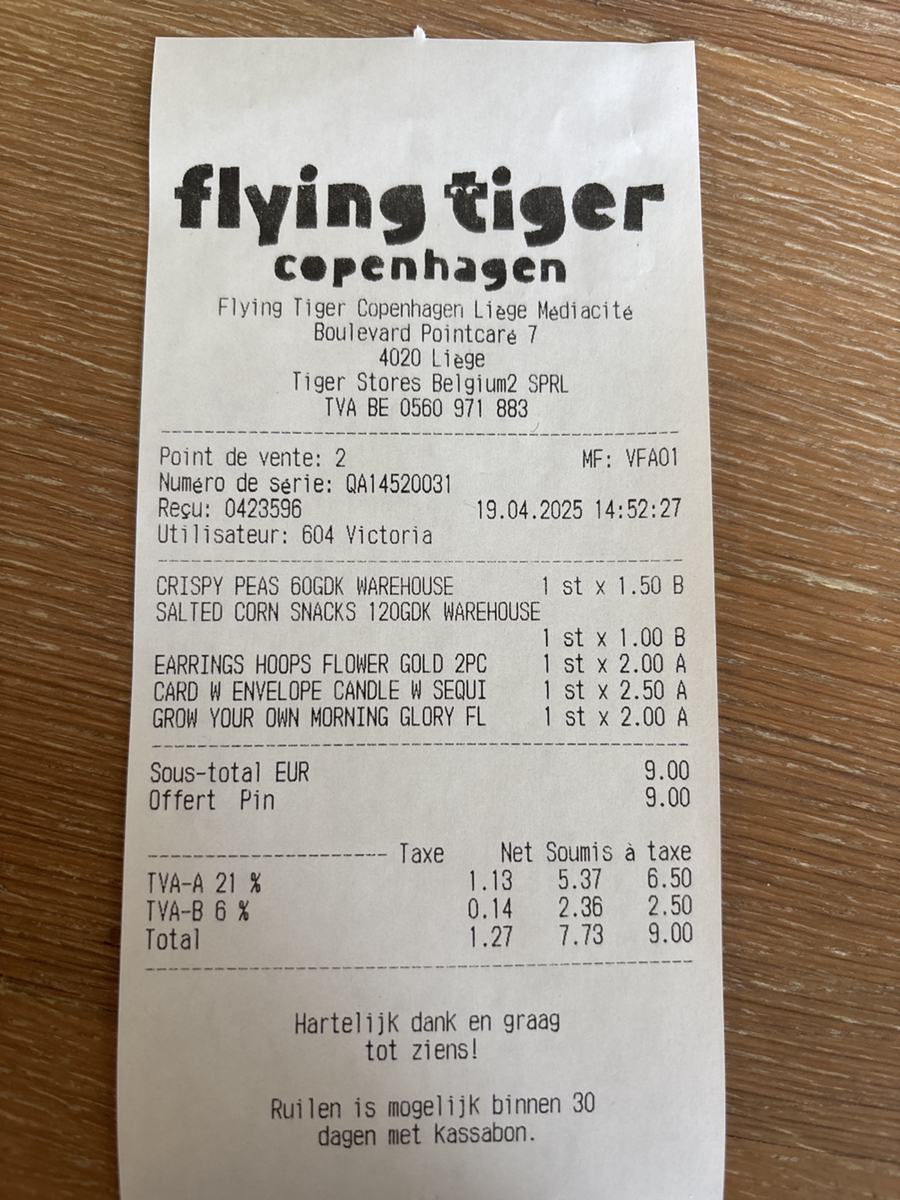 flying tiger
copenhagen
Flying Tiger Copenhagen Liège Médiacité
Boulevard Pointcaré 7
4020 Liège
Tiger Stores Belgium2 SPRL
TVA BE 0560 971 883
Point de vente: 2 MF: VFA01
Numéro de série: QA14520031
Reçu: 0423596 19.04.2025 14:52:27
Utilisateur: 604 Victoria
CRISPY PEAS 60GDK WAREHOUSE 1 st x 1.50 B
SALTED CORN SNACKS 120GDK WAREHOUSE
1 st x 1.00 B
EARRINGS HOOPS FLOWER GOLD 2PC 1 st x 2.00 A
CARD W ENVELOPE CANDLE W SEQUI 1 st x 2.50 A
GROW YOUR OWN MORNING GLORY FL 1 st x 2.00 A
Sous-total EUR 9.00
Offert Pin 9.00
Taxe Net Soumis à taxe
TVA-A 21 % 1.13 5.37 6.50
TVA-B 6 % 0.14 2.36 2.50
Total 1.27 7.73 9.00
Hartelijk dank en graag
tot ziens!
Ruilen is mogelijk binnen 30
dagen met kassabon.